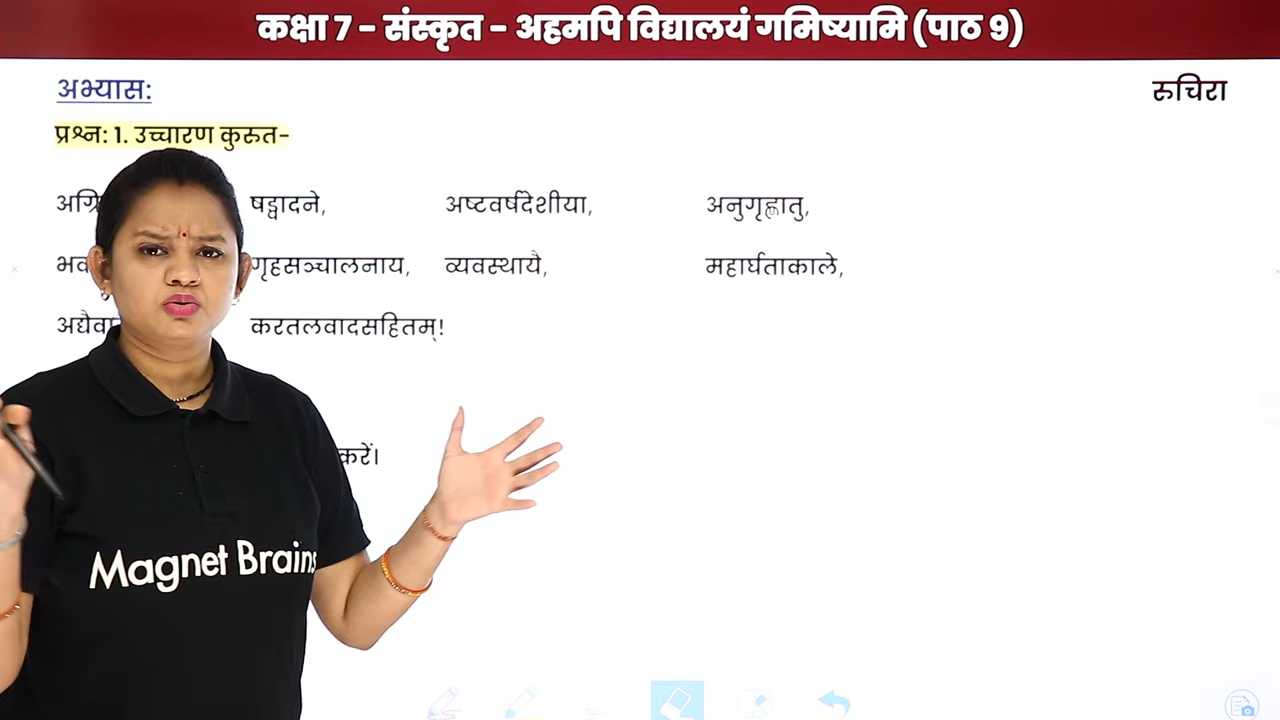 कक्षा 7 - संस्कृत - अहमपि विद्यालयं गमिष्यामि (पाठ 9)
अभ्यास: रुचिरा
प्रश्न: 1. उच्चारण कुरुत-
षड्वादने, अष्टवर्षदेशीया, अनुगृह्णातु,
गृहसञ्चालनाय, व्यवस्थायै, महार्घताकाले,
करतलवादसहितम्!
करें।
Magnet Brains